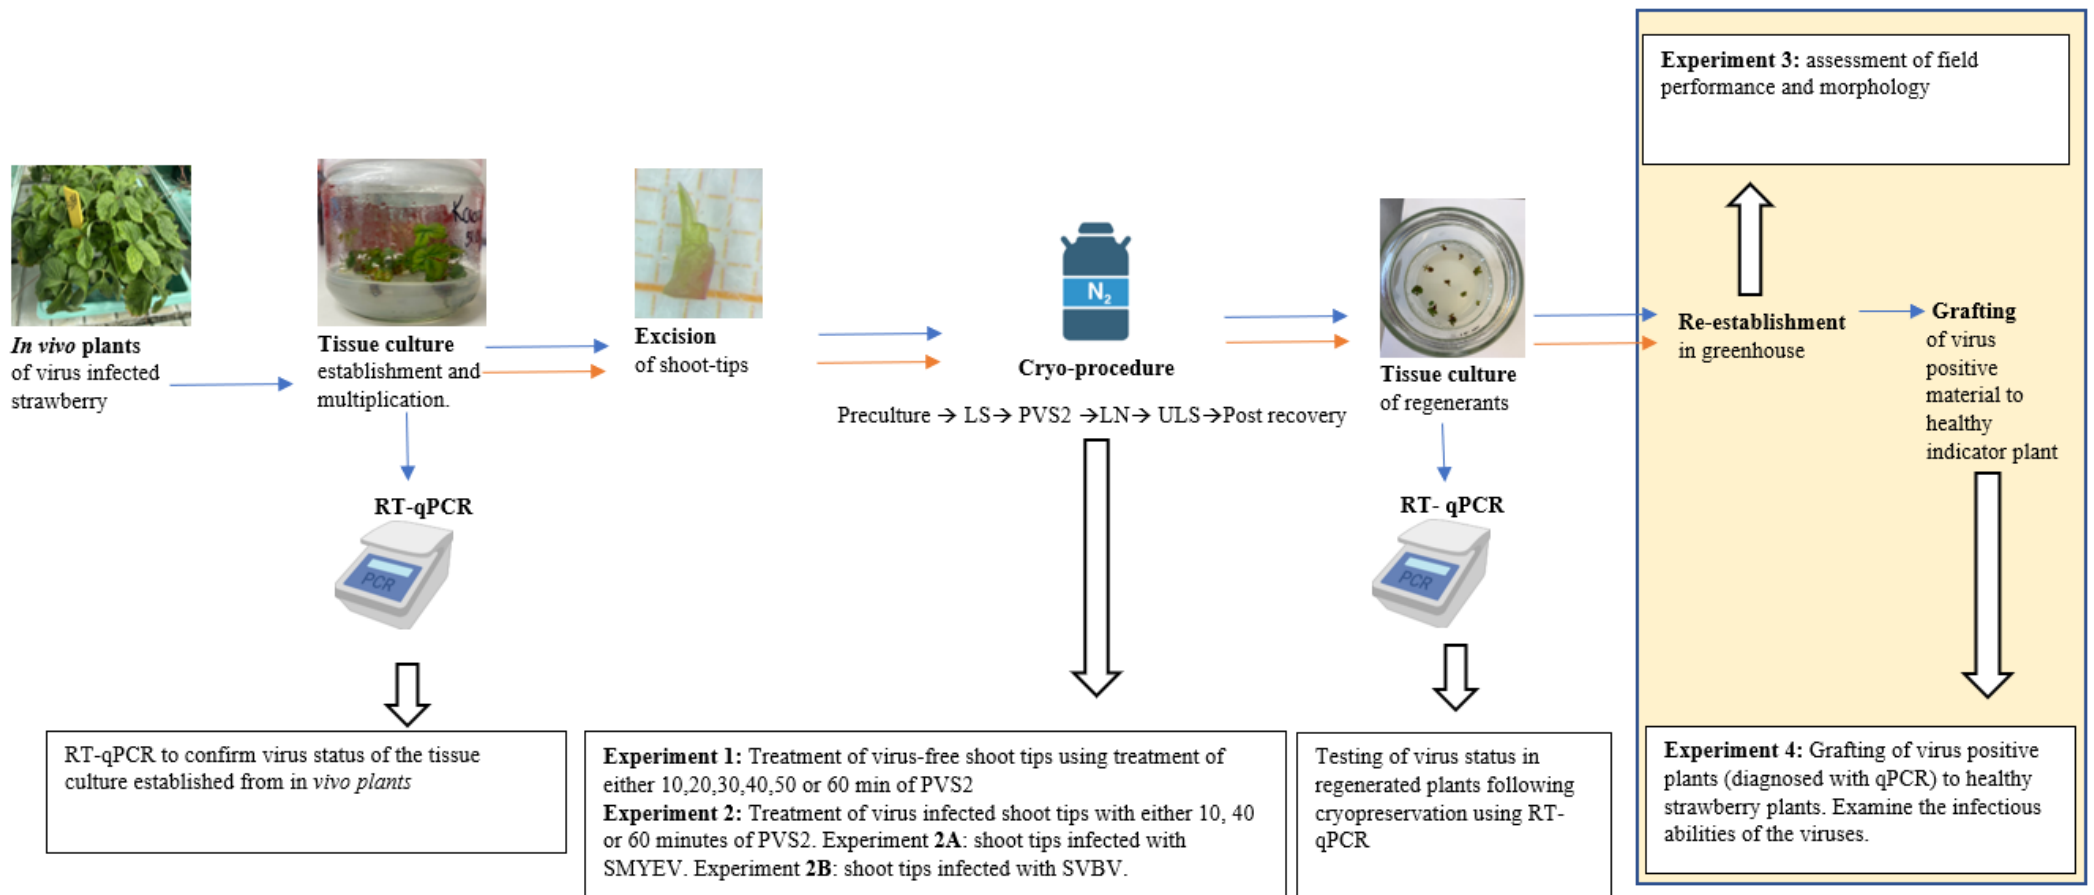 In vivo plants
of virus infected
strawberry
Tissue culture
establishment and
multiplication.
RT-qPCR
PCR
RT-qPCR to confirm virus status of the tissue
culture established from in vivo plants
Excision
of shoot-tips
N2
Cryo-procedure
Preculture → LS→ PVS2 →LN→ ULS→Post recovery
Experiment 1: Treatment of virus-free shoot tips using treatment of
either 10,20,30,40,50 or 60 min of PVS2
Experiment 2: Treatment of virus infected shoot tips with either 10, 40
or 60 minutes of PVS2. Experiment 2A: shoot tips infected with
SMYEV. Experiment 2B: shoot tips infected with SVBV.
Tissue culture
of regenerants
RT- qPCR
PCR
Testing of virus status in
regenerated plants following
cryopreservation using RT-
qPCR
Experiment 3: assessment of field
performance and morphology
Re-establishment
in greenhouse
Grafting
of virus
positive
material to
healthy
indicator plant
Experiment 4: Grafting of virus positive
plants (diagnosed with qPCR) to healthy
strawberry plants. Examine the infectious
abilities of the viruses.